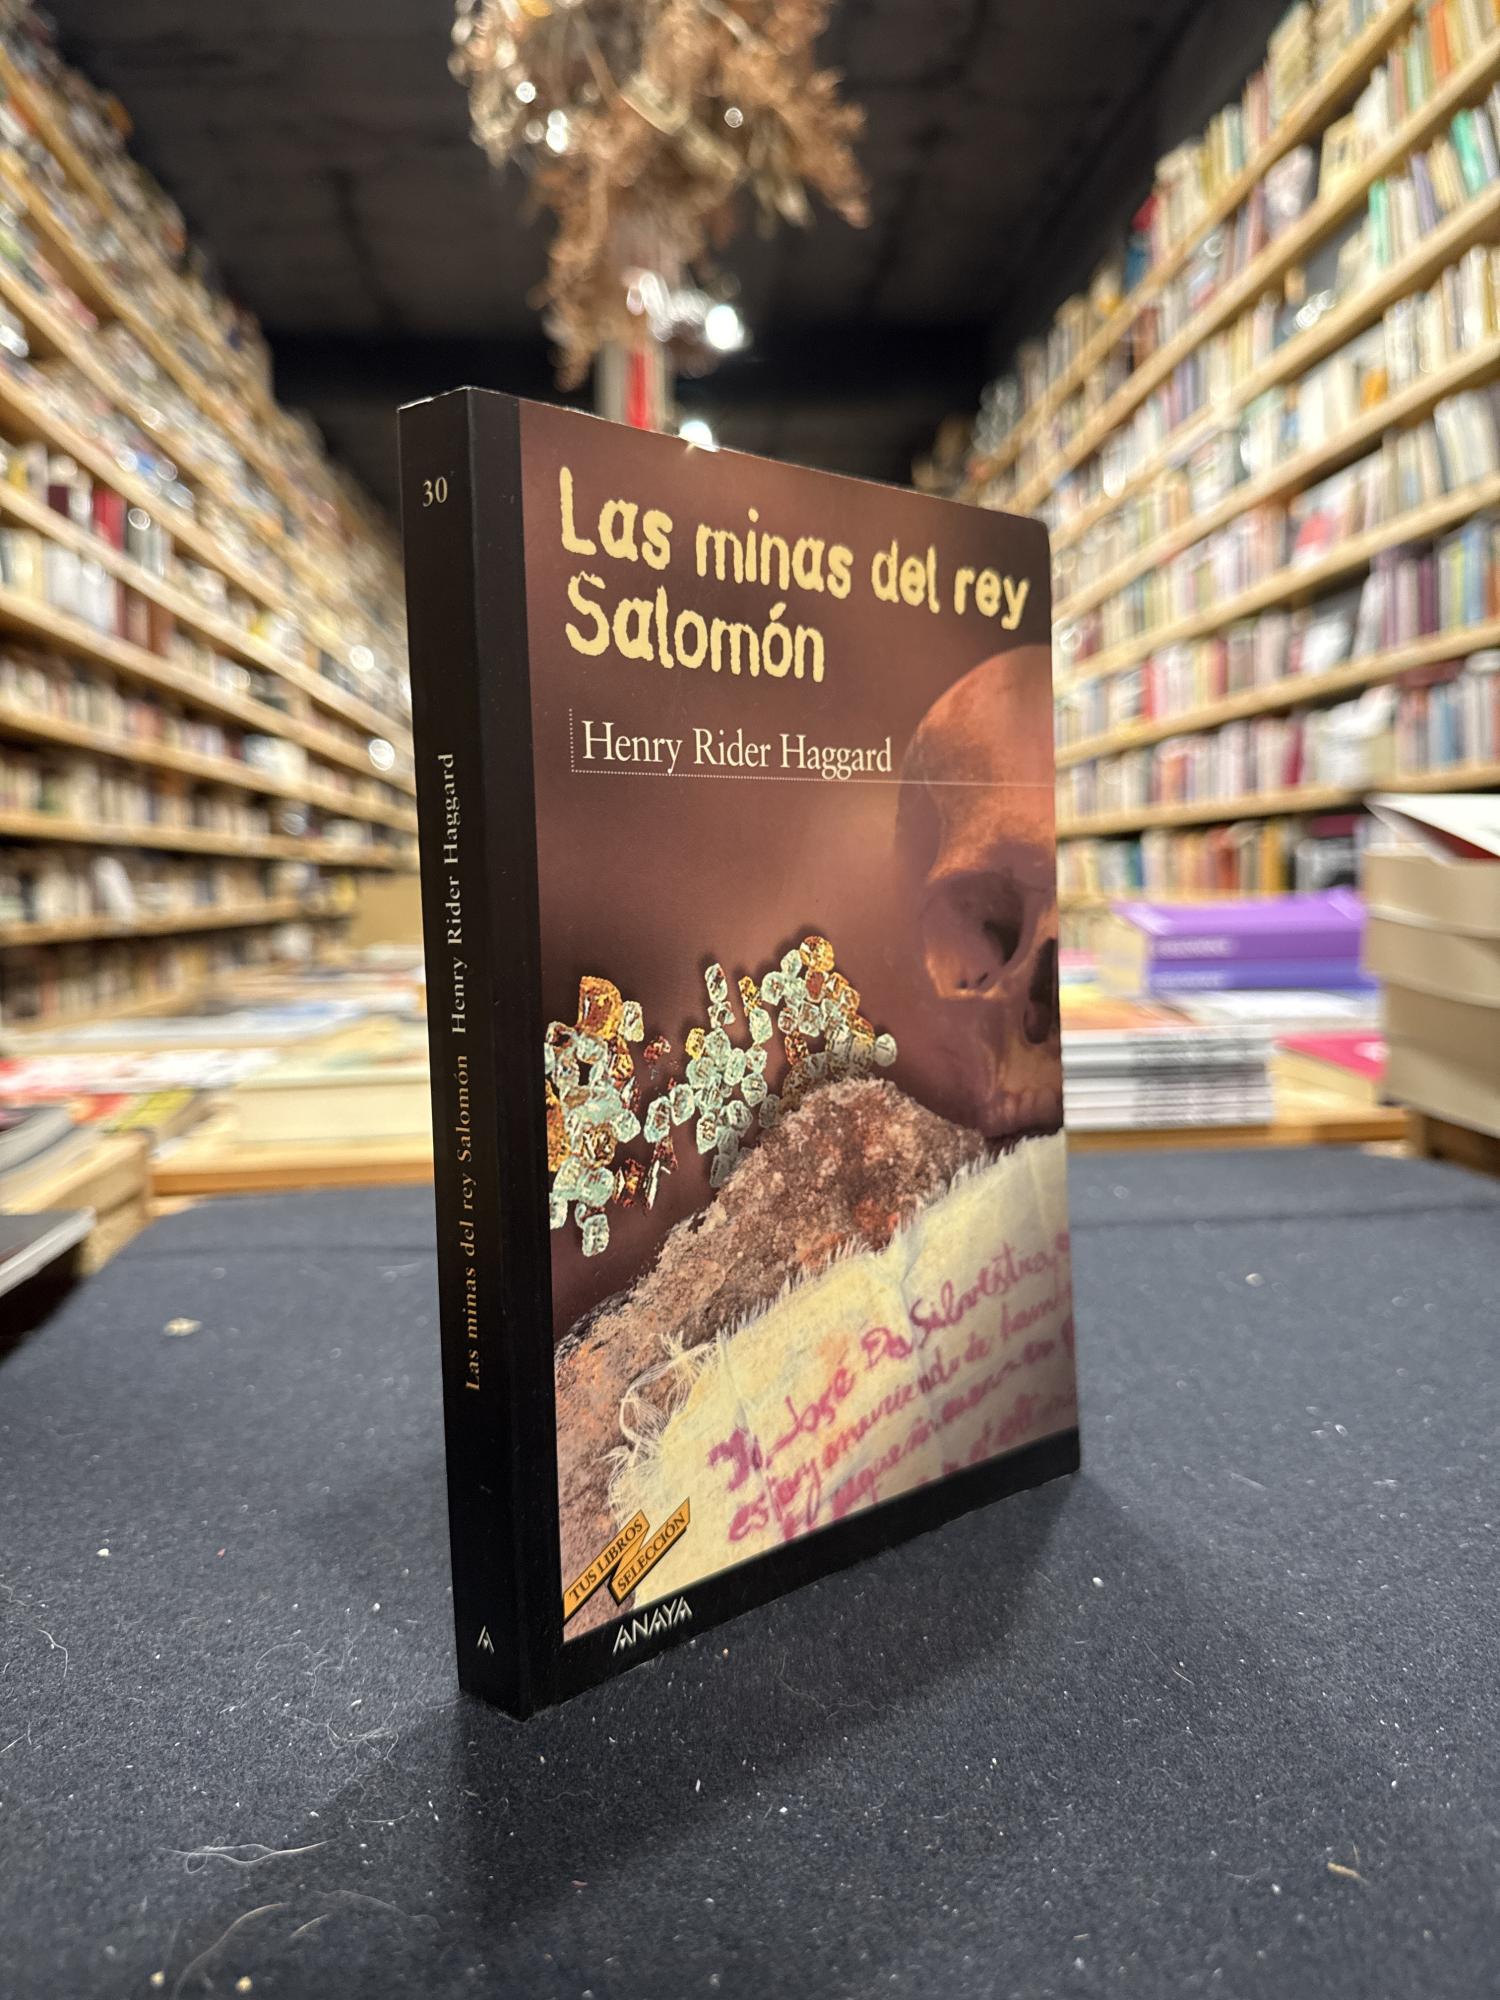 30
Las minas del rey Salomón Henry Rider Haggard
Las minas del rey
Salomón
Henry Rider Haggard
Yo, José Da Silvestra,
estoy muriendo de
TUS LIBROS
SELECCIÓN
ANAYA